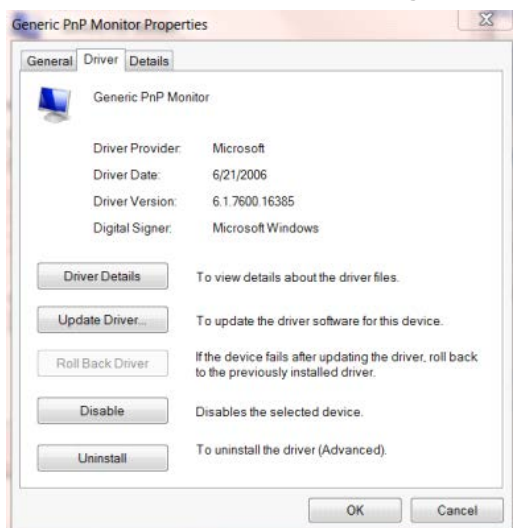 Generic PnP Monitor Properties
General Driver Details
Generic PnP Monitor
Driver Provider: Microsoft
Driver Date: 6/21/2006
Driver Version: 6.1.7600.16385
Digital Signer: Microsoft Windows
Driver Details To view details about the driver files.
Update Driver... To update the driver software for this device.
Roll Back Driver If the device fails after updating the driver, roll back
to the previously installed driver.
Disable Disables the selected device.
Uninstall To uninstall the driver (Advanced).
OK Cancel